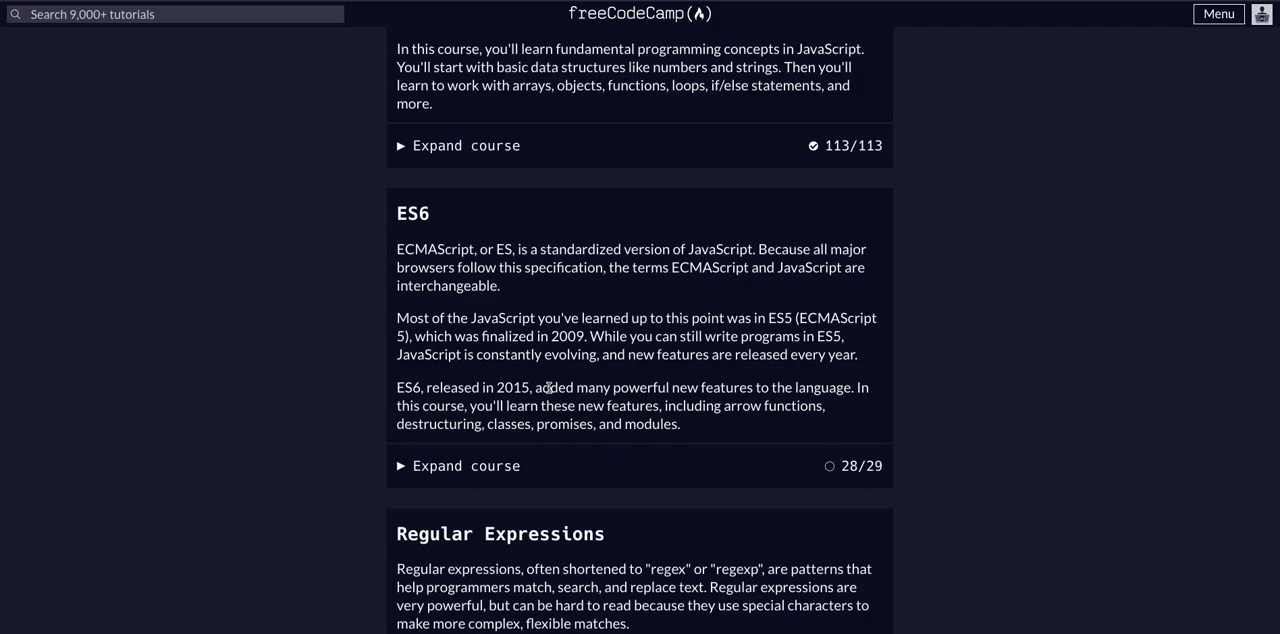 Search 9,000+ tutorials
freeCodeCamp
Menu
In this course, you'll learn fundamental programming concepts in JavaScript.
You'll start with basic data structures like numbers and strings. Then you'll
learn to work with arrays, objects, functions, loops, if/else statements, and
more.
Expand course 113/113
ES6
ECMAScript, or ES, is a standardized version of JavaScript. Because all major
browsers follow this specification, the terms ECMAScript and JavaScript are
interchangeable.
Most of the JavaScript you've learned up to this point was in ES5 (ECMAScript
5), which was finalized in 2009. While you can still write programs in ES5,
JavaScript is constantly evolving, and new features are released every year.
ES6, released in 2015, added many powerful new features to the language. In
this course, you'll learn these new features, including arrow functions,
destructuring, classes, promises, and modules.
Expand course 28/29
Regular Expressions
Regular expressions, often shortened to "regex" or "regexp", are patterns that
help programmers match, search, and replace text. Regular expressions are
very powerful, but can be hard to read because they use special characters to
make more complex, flexible matches.